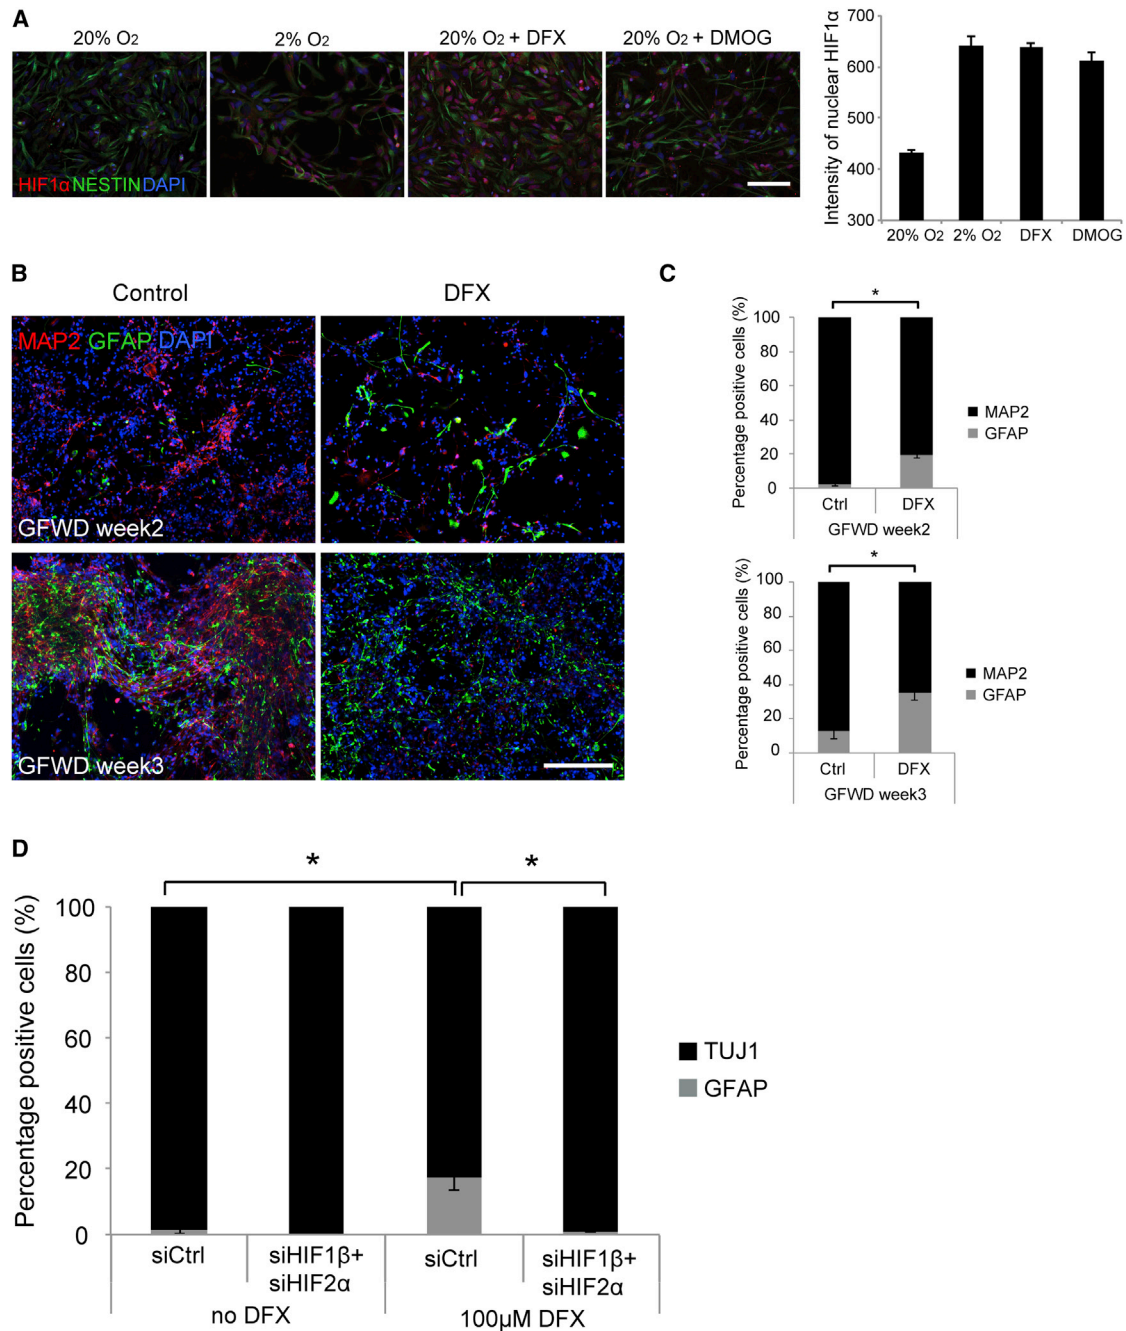 A
20% O2
2% O2
20% O2 + DFX
20% O2 + DMOG
HIF1α NESTIN DAPI
Intensity of nuclear HIF1α
700
600
500
400
300
20% O2
2% O2
DFX
DMOG
B
Control
DFX
MAP2 GFAP DAPI
GFWD week2
GFWD week3
C
*
Percentage positive cells (%)
100
80
60
40
20
0
Ctrl
DFX
GFWD week2
MAP2
GFAP
*
Percentage positive cells (%)
100
80
60
40
20
0
Ctrl
DFX
GFWD week3
MAP2
GFAP
D
*
*
Percentage positive cells (%)
100
80
60
40
20
0
siCtrl
siHIF1β+
siHIF2α
siCtrl
siHIF1β+
siHIF2α
no DFX
100µM DFX
TUJ1
GFAP